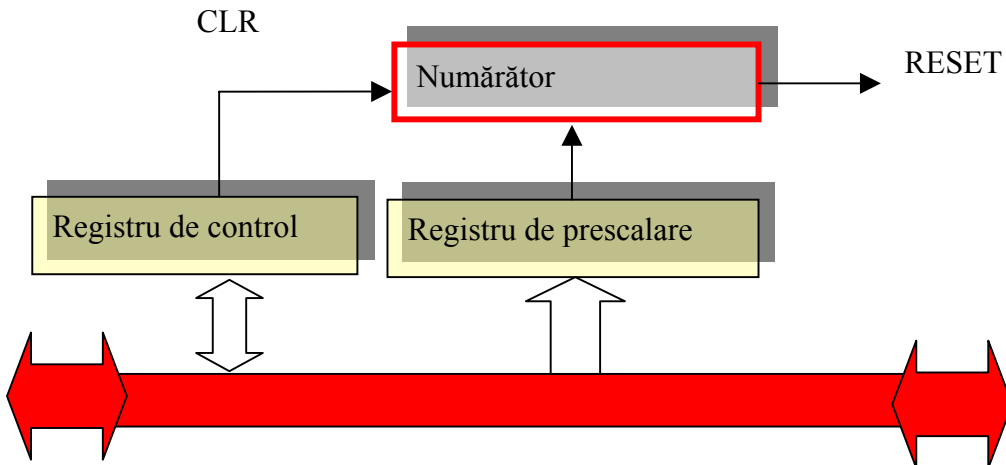 CLR
Numărător
RESET
Registru de control
Registru de prescalare